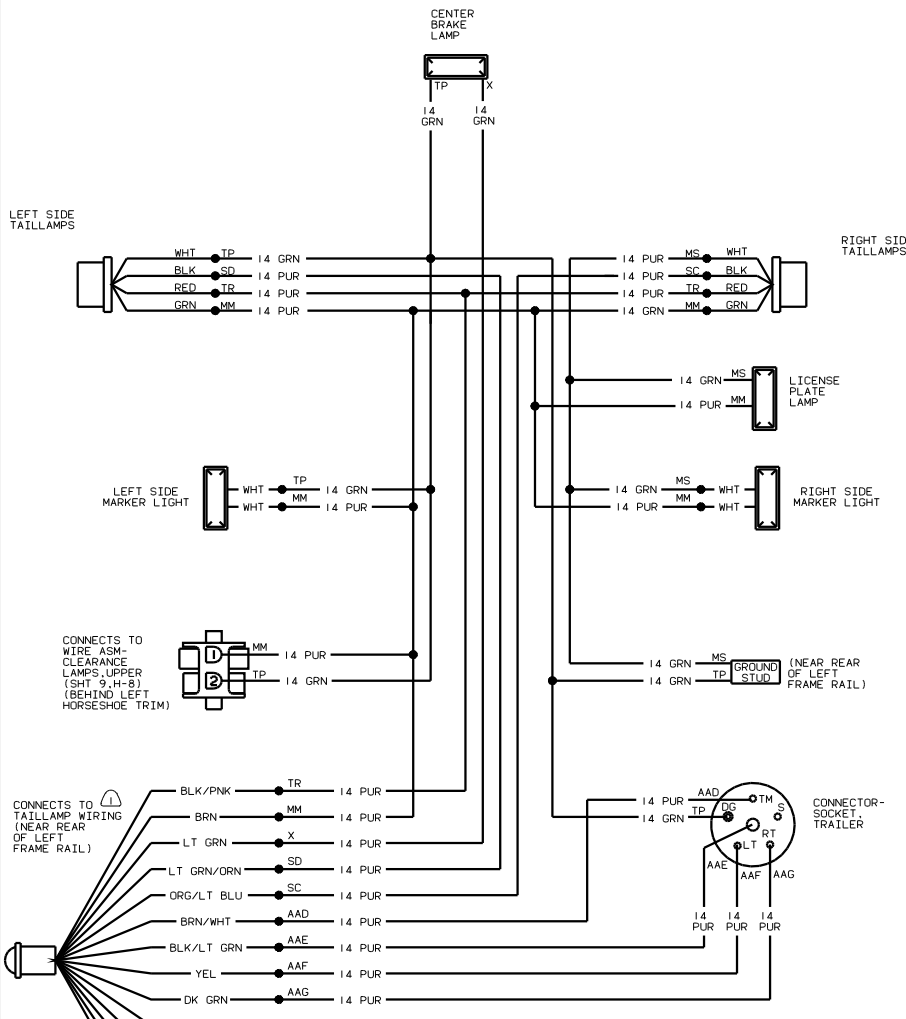 CENTER
BRAKE
LAMP
TP X
14 GRN 14 GRN
LEFT SIDE
TAILLAMPS
RIGHT SID
TAILLAMPS
WHT TP 14 GRN 14 PUR MS WHT
BLK SD 14 PUR 14 PUR SC BLK
RED TR 14 PUR 14 PUR TR RED
GRN MM 14 PUR 14 GRN MM GRN
14 GRN MS
14 PUR MM
LICENSE
PLATE
LAMP
LEFT SIDE
MARKER LIGHT
WHT TP 14 GRN
WHT MM 14 PUR
14 GRN MS WHT
14 PUR MM WHT
RIGHT SIDE
MARKER LIGHT
CONNECTS TO
WIRE ASM-
CLEARANCE
LAMPS,UPPER
(SHT 9,H-8)
(BEHIND LEFT
HORSESHOE TRIM)
1 MM 14 PUR
2 TP 14 GRN
14 GRN MS
14 GRN TP
GROUND
STUD
(NEAR REAR
OF LEFT
FRAME RAIL)
CONNECTS TO 1
TAILLAMP WIRING
(NEAR REAR
OF LEFT
FRAME RAIL)
BLK/PNK TR 14 PUR
BRN MM 14 PUR
LT GRN X 14 PUR
LT GRN/ORN SD 14 PUR
ORG/LT BLU SC 14 PUR
BRN/WHT AAD 14 PUR
BLK/LT GRN AAE 14 PUR
YEL AAF 14 PUR
DK GRN AAG 14 PUR
14 PUR AAD TM
14 GRN TP DG S
RT
LT
AAE AAF AAG
14 PUR 14 PUR 14 PUR
CONNECTOR-
SOCKET,
TRAILER